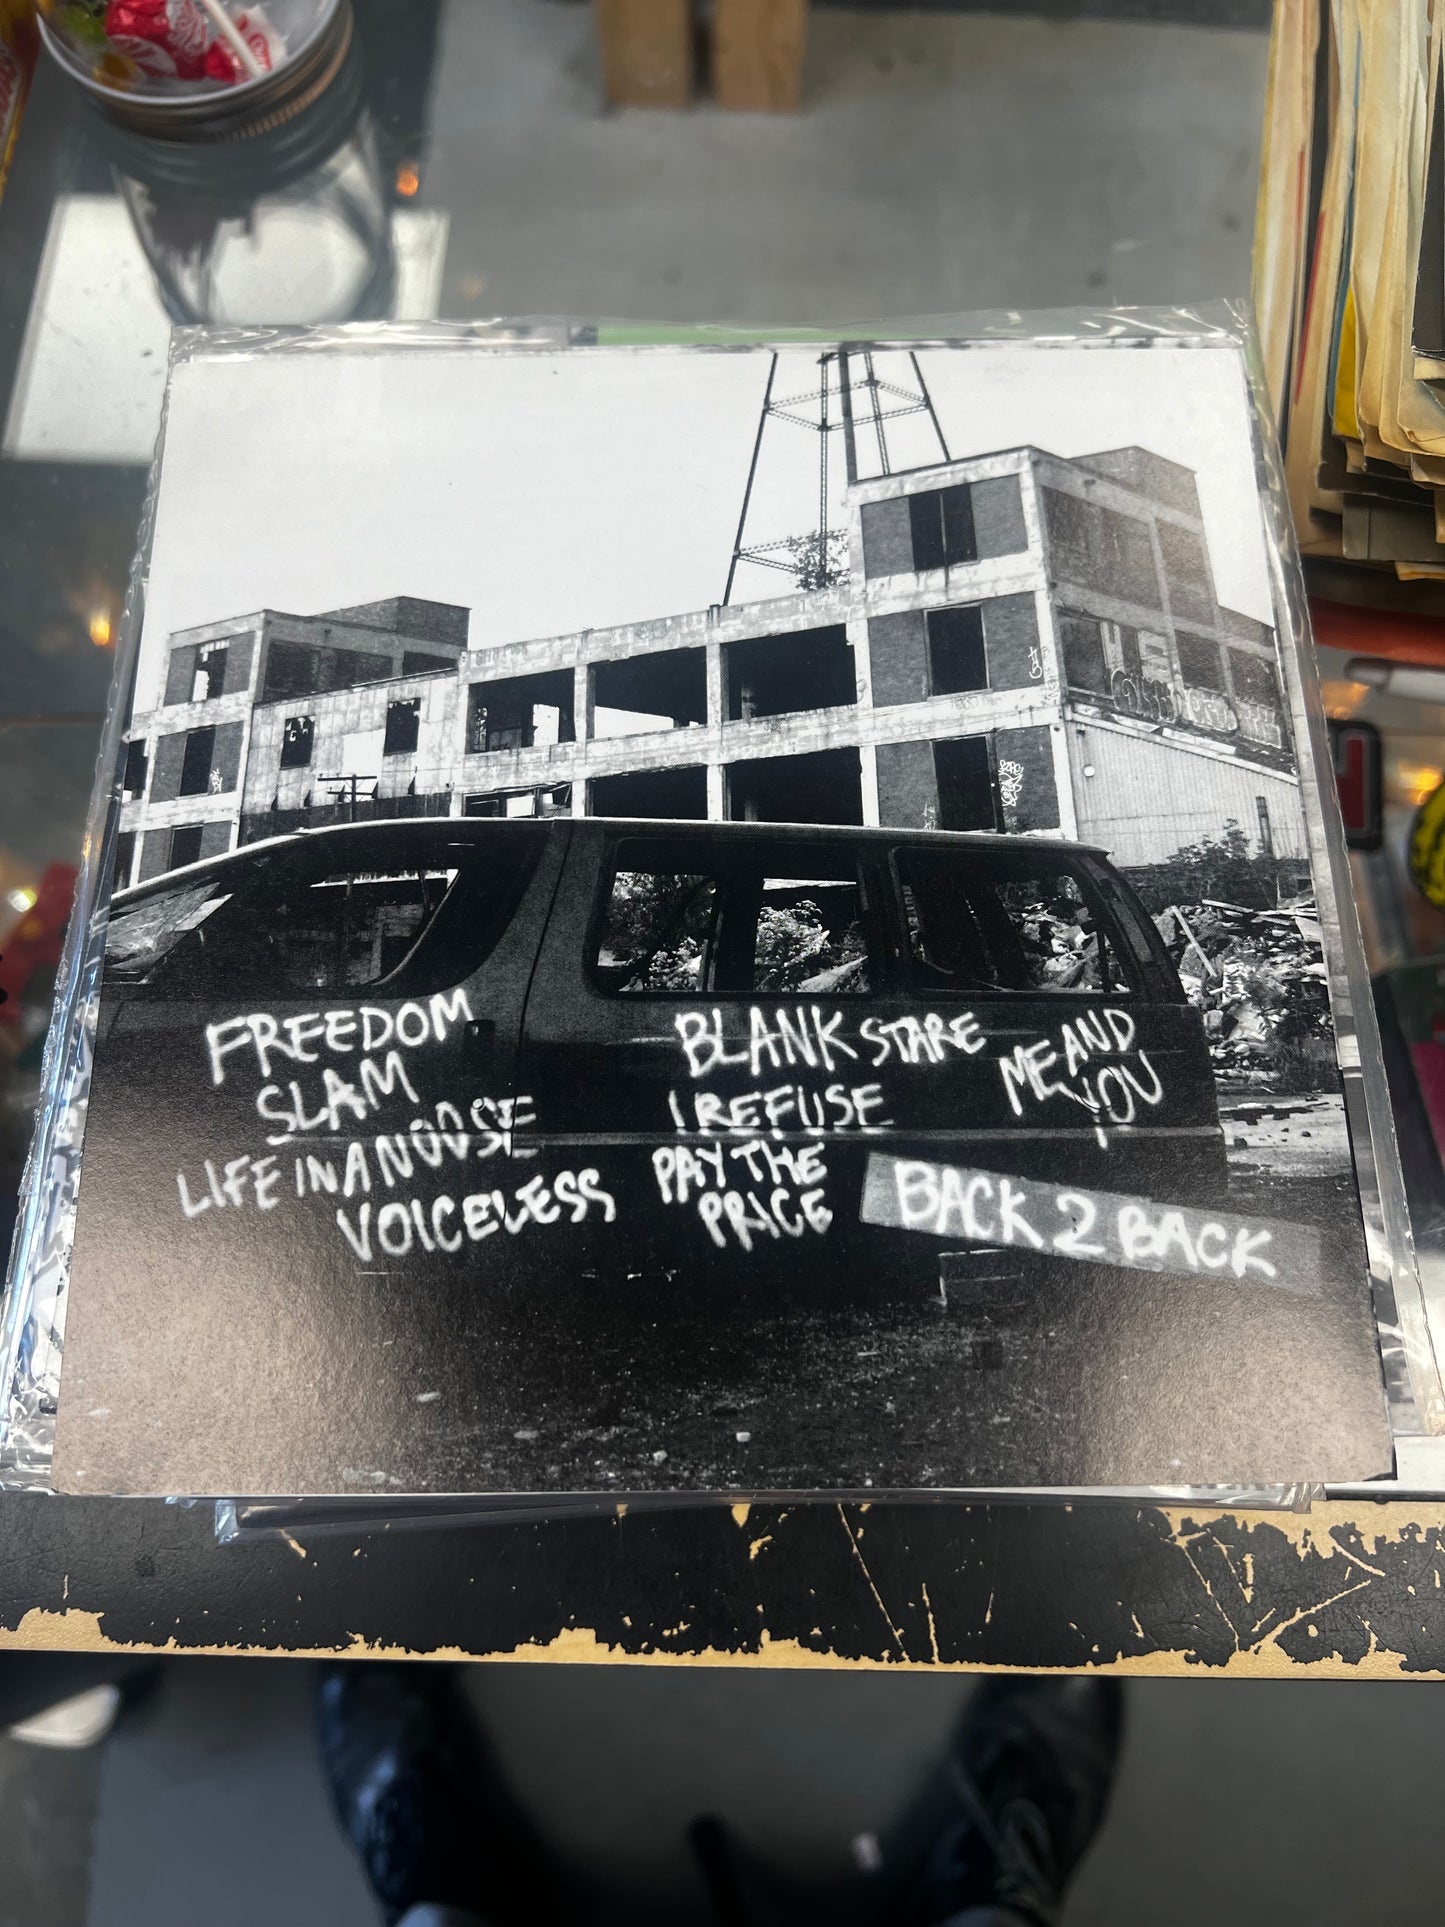 FREEDOM
SLAM
LIFE IN A NOOSE
VOICELESS
BLANK STARE
I REFUSE
PAY THE
PRICE
ME AND
YOU
BACK 2 BACK